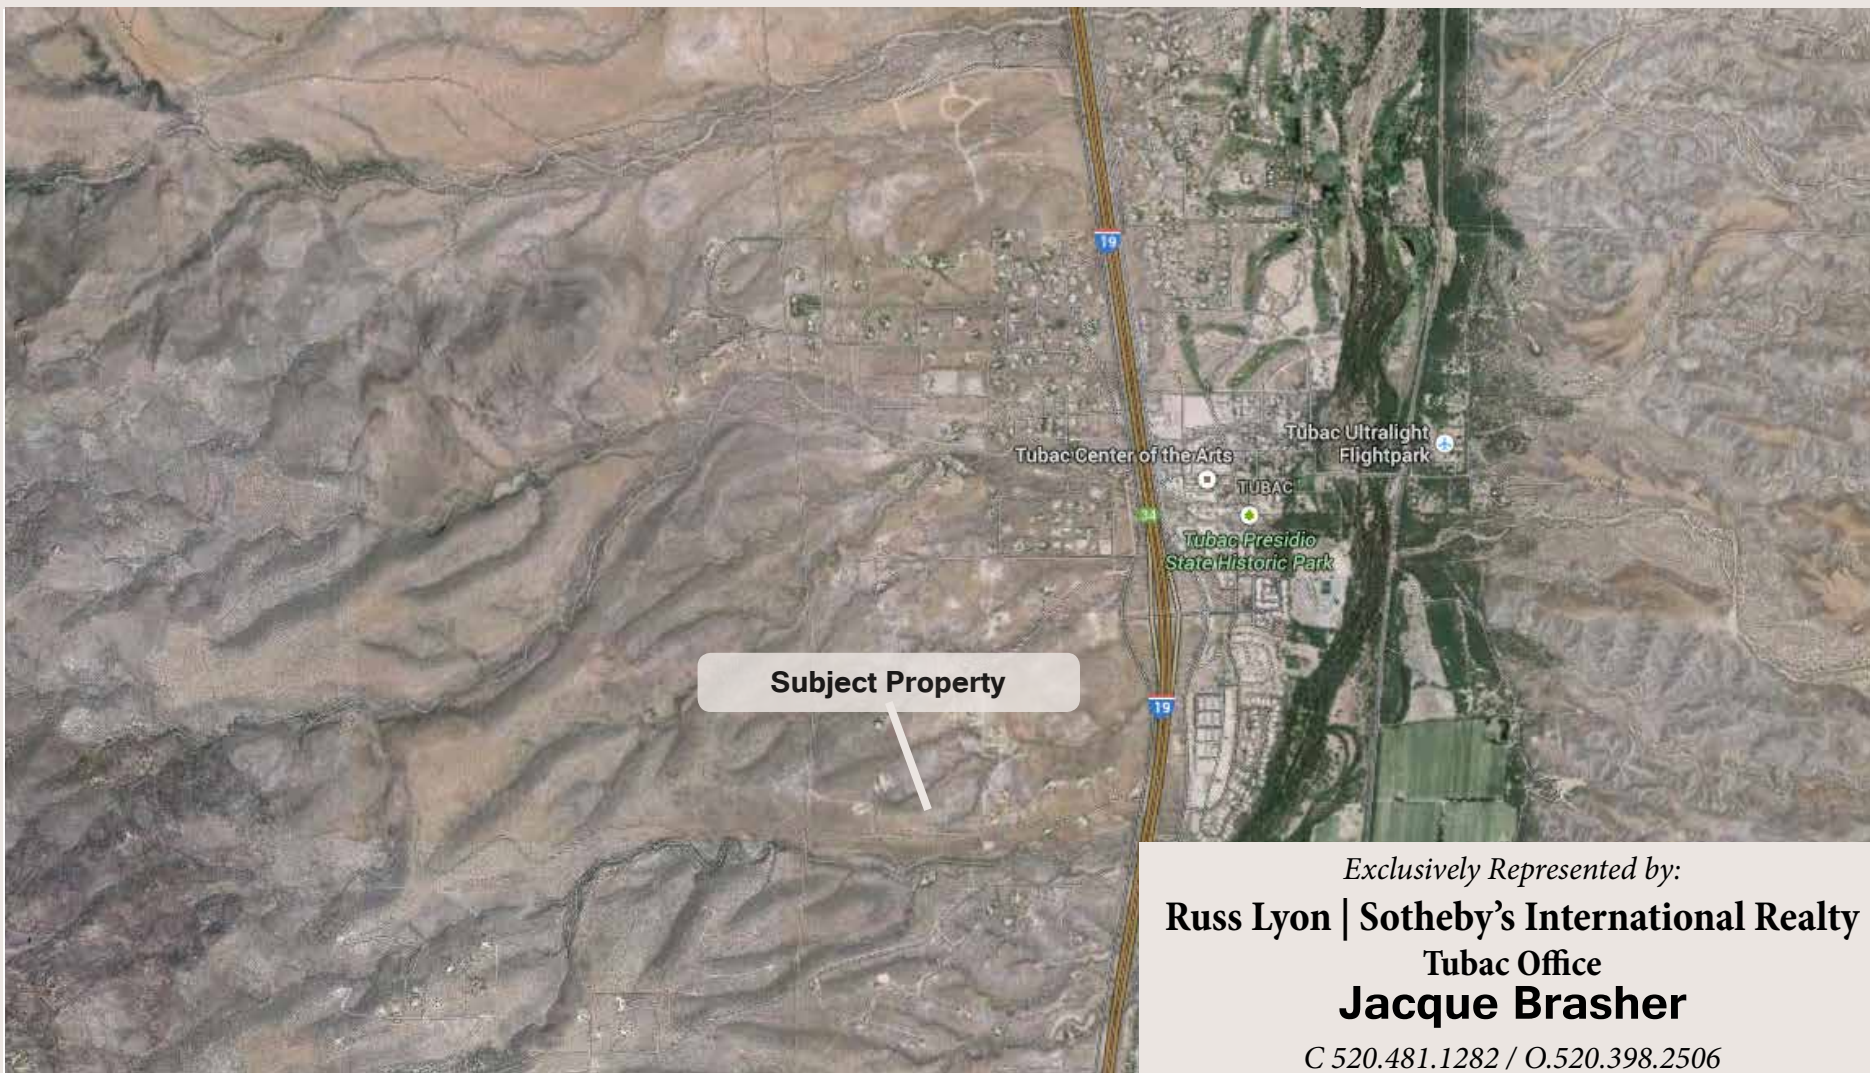 19
Tubac Ultralight
Flightpark
Tubac Center of the Arts
TUBAC
34
Tubac Presidio
State Historic Park
Subject Property
19
Exclusively Represented by:
Russ Lyon | Sotheby’s International Realty
Tubac Office
Jacque Brasher
C 520.481.1282 / O.520.398.2506